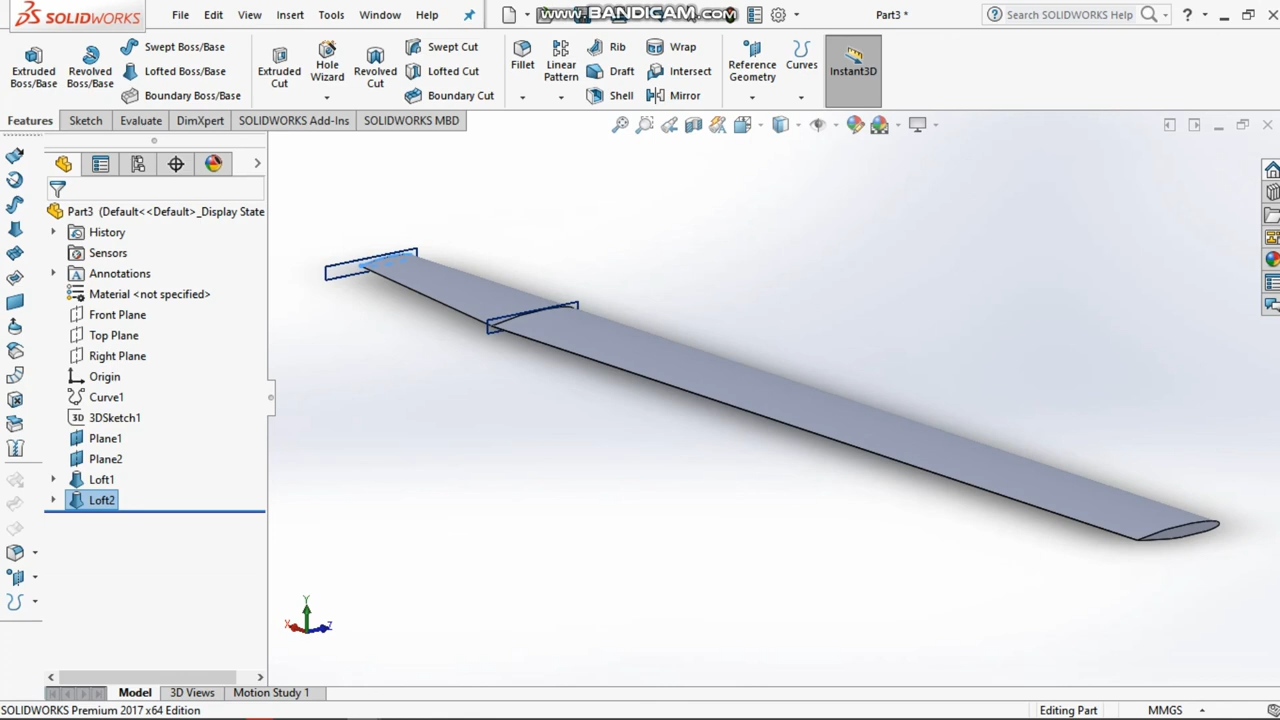 SOLIDWORKS
File Edit View Insert Tools Window Help
www.BANDICAM.com
Part3 *
Search SOLIDWORKS Help
?
Extruded Boss/Base
Revolved Boss/Base
Swept Boss/Base
Lofted Boss/Base
Boundary Boss/Base
Extruded Cut
Hole Wizard
Revolved Cut
Swept Cut
Lofted Cut
Boundary Cut
Fillet
Linear Pattern
Rib
Draft
Shell
Wrap
Intersect
Mirror
Reference Geometry
Curves
Instant3D
Features Sketch Evaluate DimXpert SOLIDWORKS Add-Ins SOLIDWORKS MBD
Part3 (Default<<Default>_Display State
History
Sensors
Annotations
Material <not specified>
Front Plane
Top Plane
Right Plane
Origin
Curve1
3D 3DSketch1
Plane1
Plane2
Loft1
Loft2
Y
X Z
Model 3D Views Motion Study 1
SOLIDWORKS Premium 2017 x64 Edition
Editing Part
MMGS